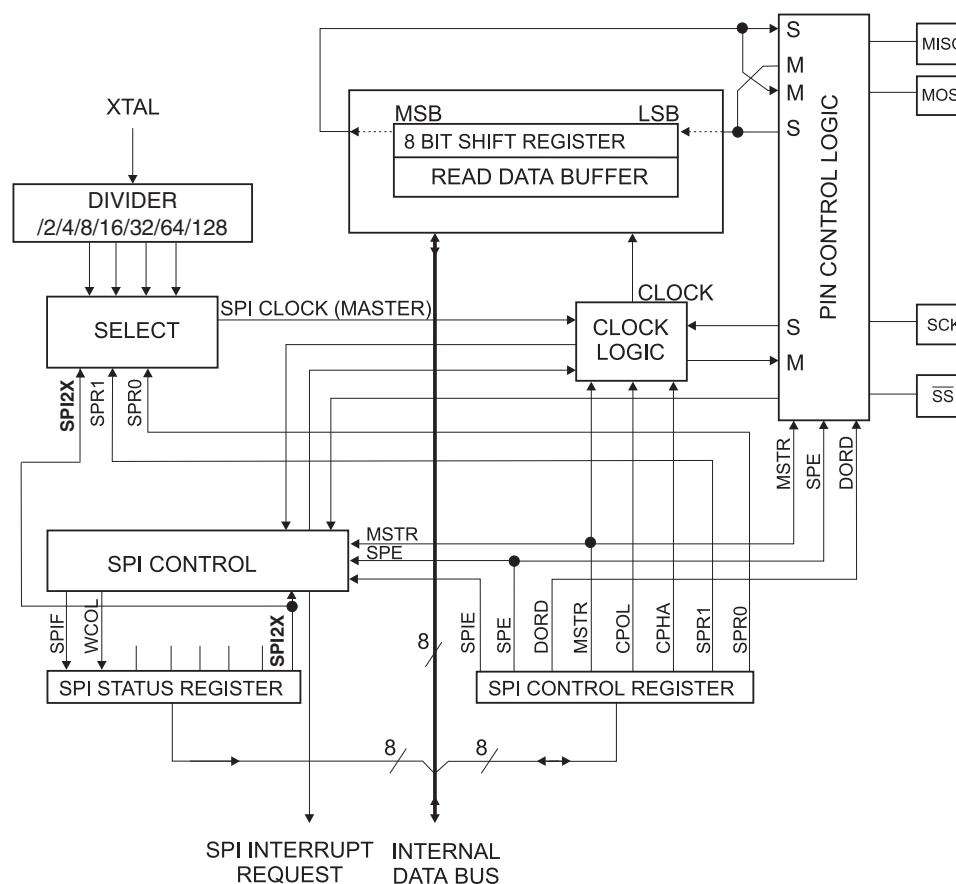 XTAL
DIVIDER
/2/4/8/16/32/64/128
SELECT
SPI2X
SPR1
SPR0
SPI CLOCK (MASTER)
MSB
LSB
8 BIT SHIFT REGISTER
READ DATA BUFFER
CLOCK
CLOCK
LOGIC
S
M
M
S
S
M
PIN CONTROL LOGIC
MISO
MOSI
SCK
SS
MSTR
SPE
DORD
SPI CONTROL
MSTR
SPE
SPIF
WCOL
SPI2X
SPI STATUS REGISTER
SPIE
SPE
DORD
MSTR
CPOL
CPHA
SPR1
SPR0
SPI CONTROL REGISTER
8
8
8
SPI INTERRUPT
REQUEST
INTERNAL
DATA BUS